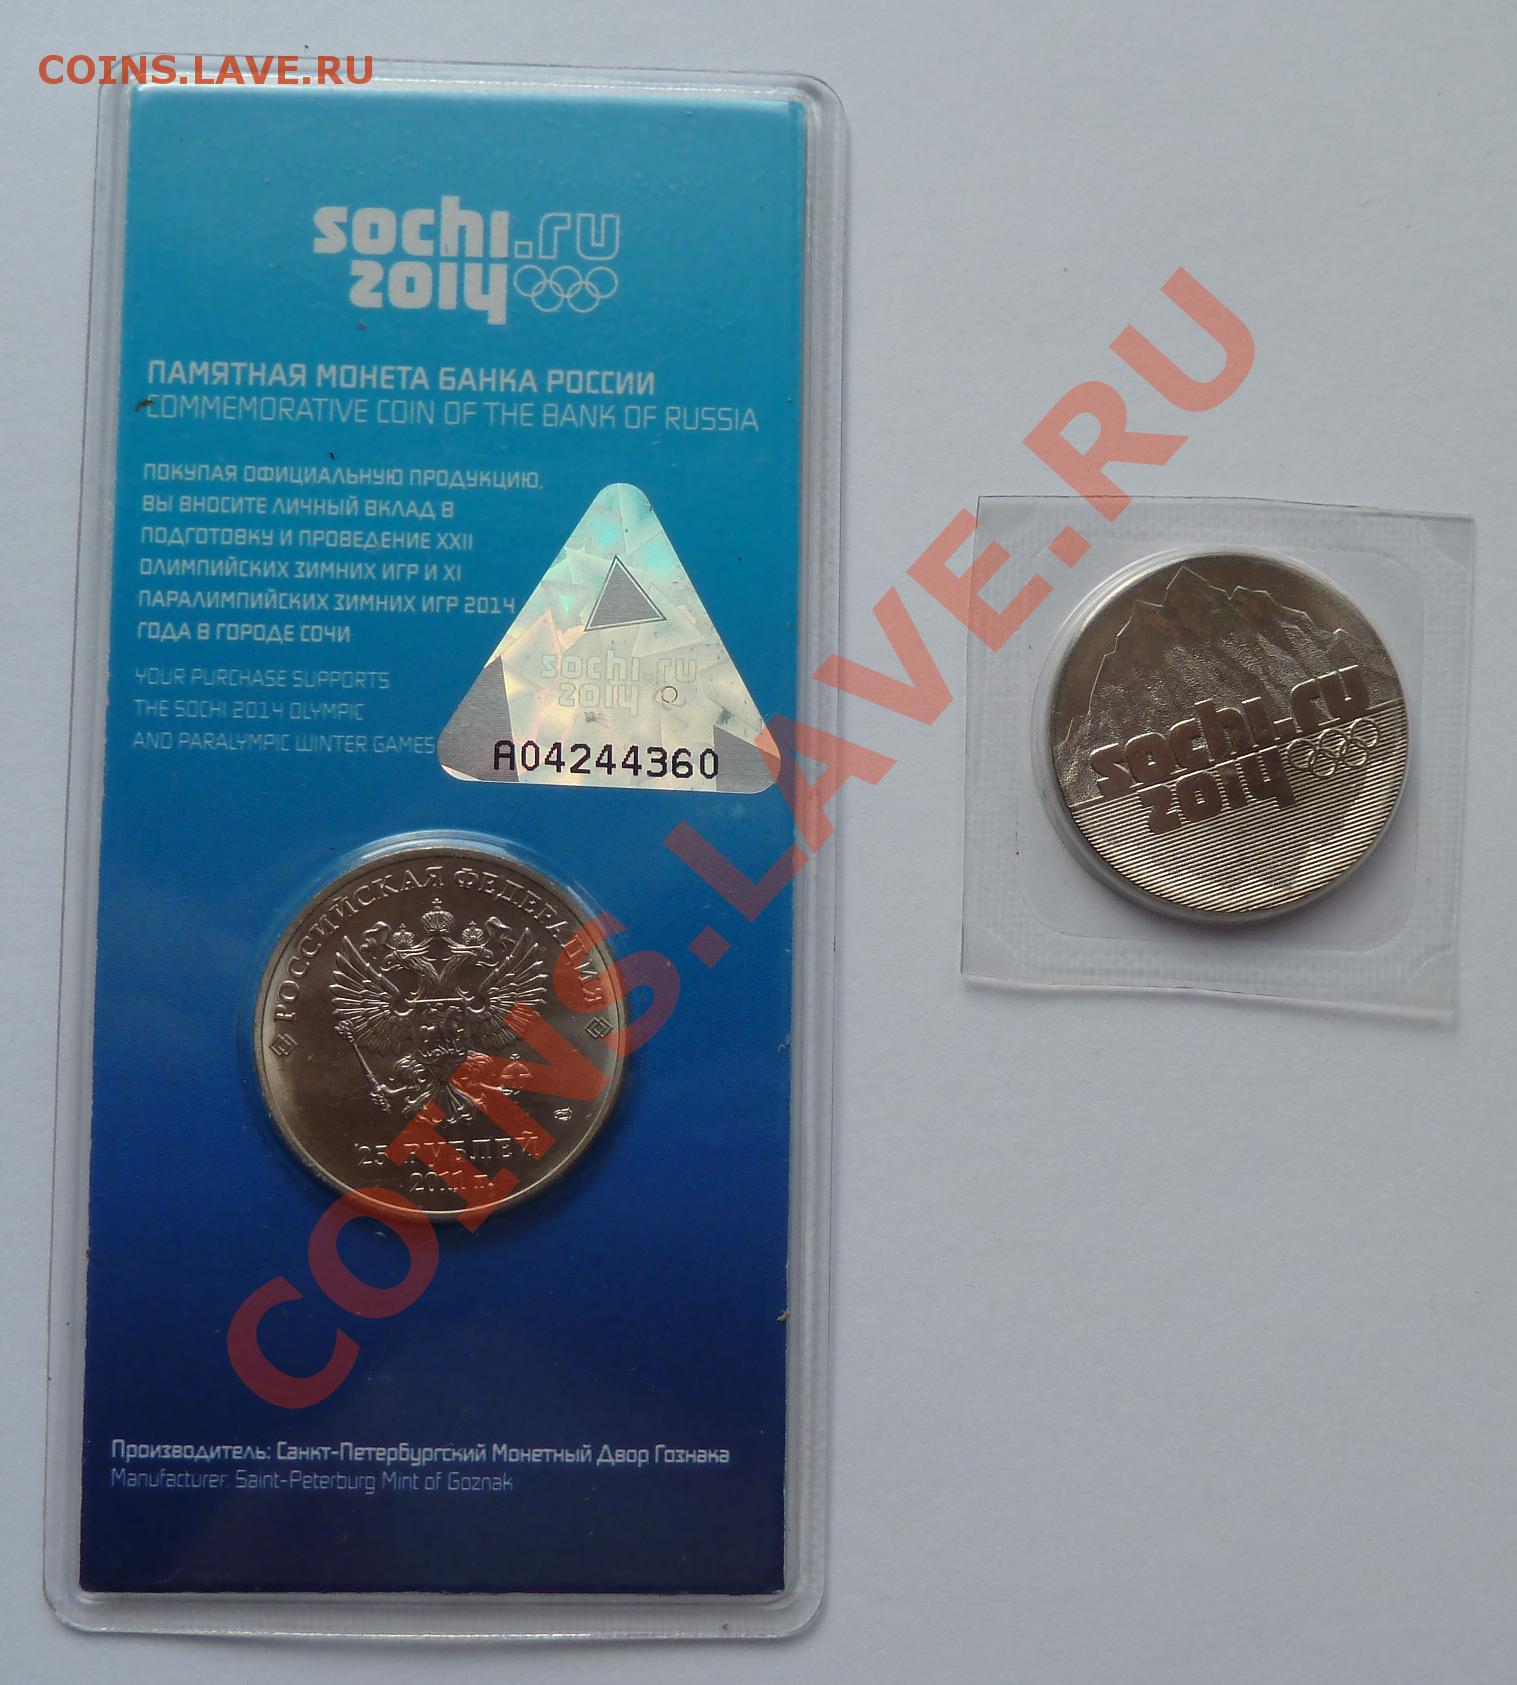 COINS.LAVE.RU
sochi.ru
2014
ПАМЯТНАЯ МОНЕТА БАНКА РОССИИ
COMMEMORATIVE COIN OF THE BANK OF RUSSIA
ПОКУПАЯ ОФИЦИАЛЬНУЮ ПРОДУКЦИЮ,
ВЫ ВНОСИТЕ ЛИЧНЫЙ ВКЛАД В
ПОДГОТОВКУ И ПРОВЕДЕНИЕ XXII
ОЛИМПИЙСКИХ ЗИМНИХ ИГР И XI
ПАРАЛИМПИЙСКИХ ЗИМНИХ ИГР 2014
ГОДА В ГОРОДЕ СОЧИ
YOUR PURCHASE SUPPORTS
THE SOCHI 2014 OLYMPIC
AND PARALYMPIC WINTER GAMES
sochi.ru
2014
A04244360
РОССИЙСКАЯ ФЕДЕРАЦИЯ
25 РУБЛЕЙ
2011 г.
Производитель: Санкт-Петербургский Монетный Двор Гознака
Manufacturer: Saint-Peterburg Mint of Goznak
sochi.ru
2014
COINS.LAVE.RU